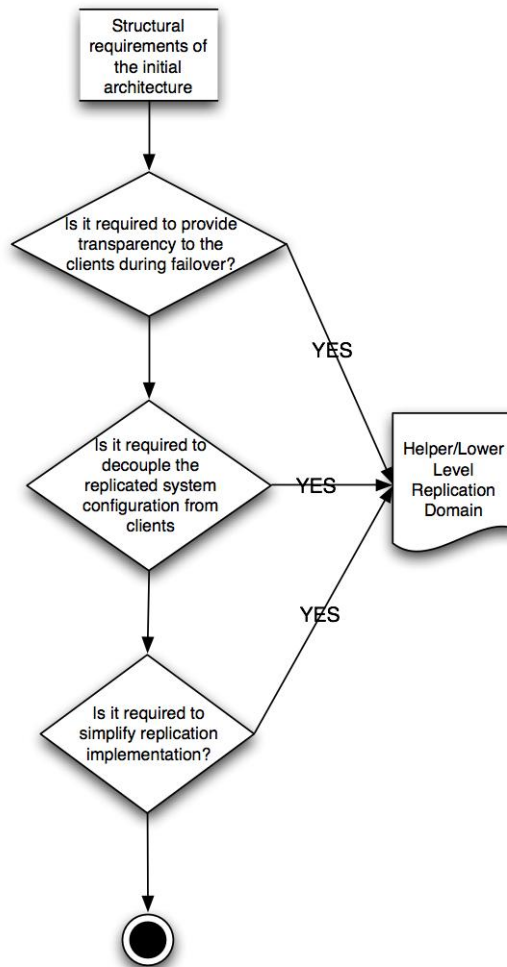 Structural
requirements of
the initial
architecture
Is it required to provide
transparency to the
clients during failover?
YES
Is it required to
decouple the
replicated system
configuration from
clients
YES
Helper/Lower
Level
Replication
Domain
YES
Is it required to
simplify replication
implementation?